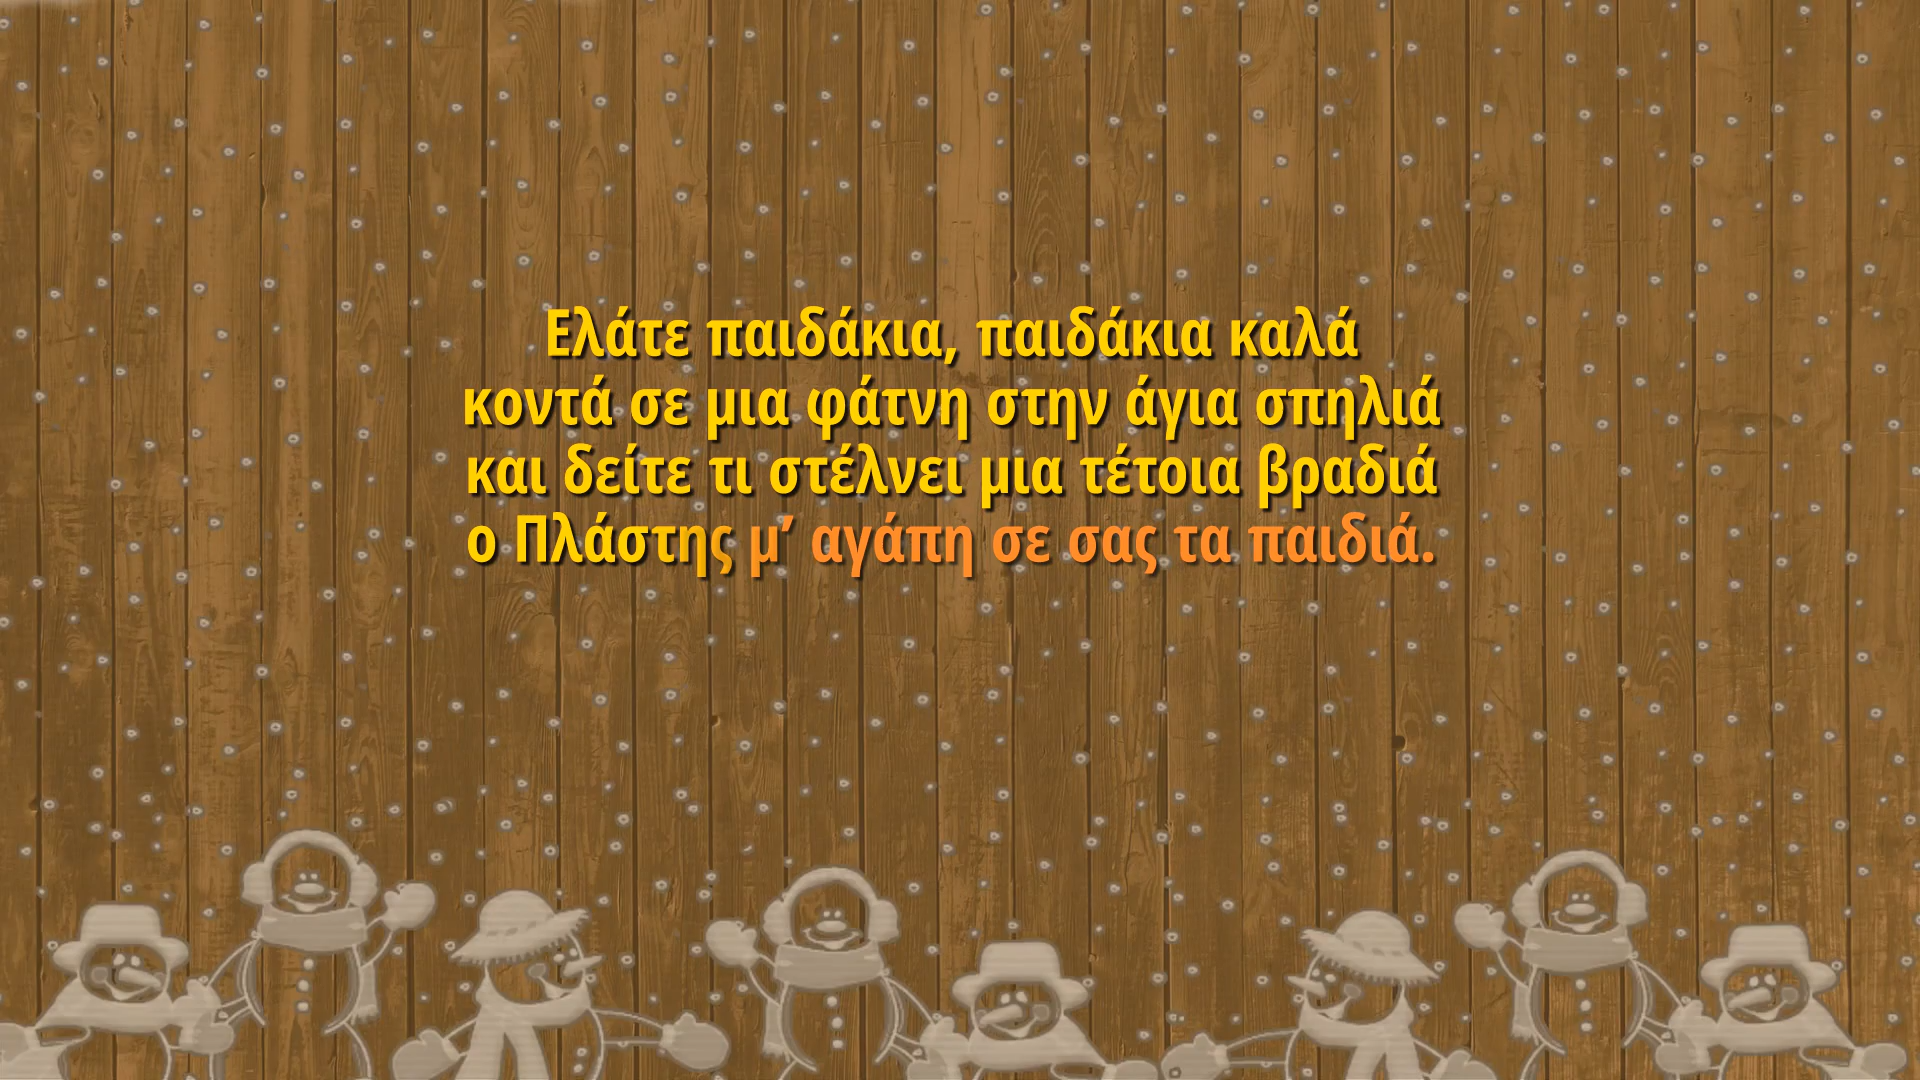 Ελάτε παιδάκια, παιδάκια καλά
κοντά σε μια φάτνη στην άγια σπηλιά
και δείτε τι στέλνει μια τέτοια βραδιά
ο Πλάστης μ’ αγάπη σε σας τα παιδιά.